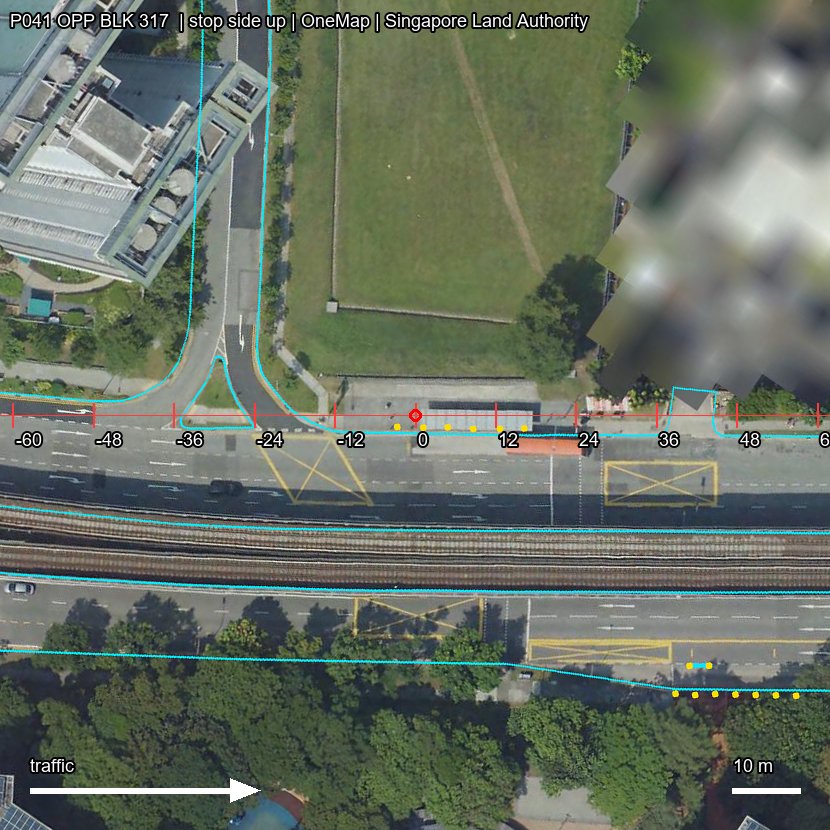 P041 OPP BLK 317 | stop side up | OneMap | Singapore Land Authority
-60 -48 -36 -24 -12 0 12 24 36 48 6
traffic
10 m